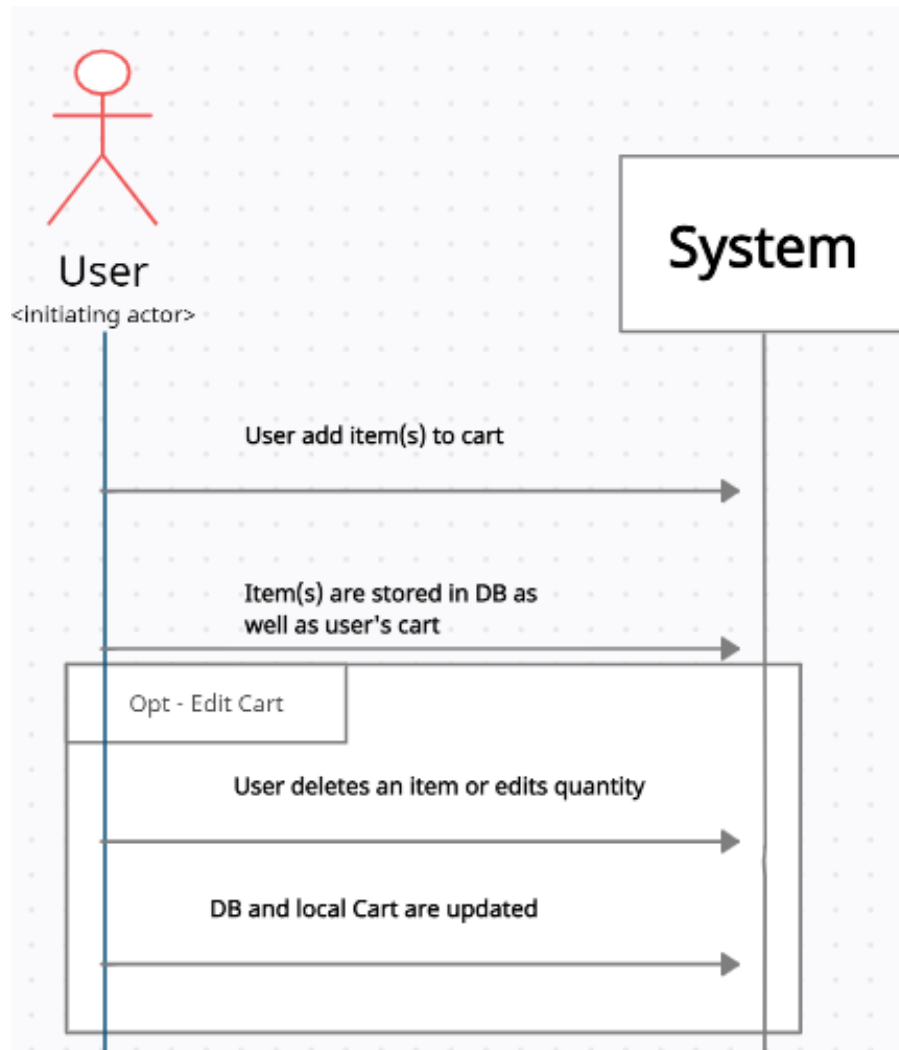 User
<initiating actor>
System
User add item(s) to cart
Item(s) are stored in DB as
well as user's cart
Opt - Edit Cart
User deletes an item or edits quantity
DB and local Cart are updated